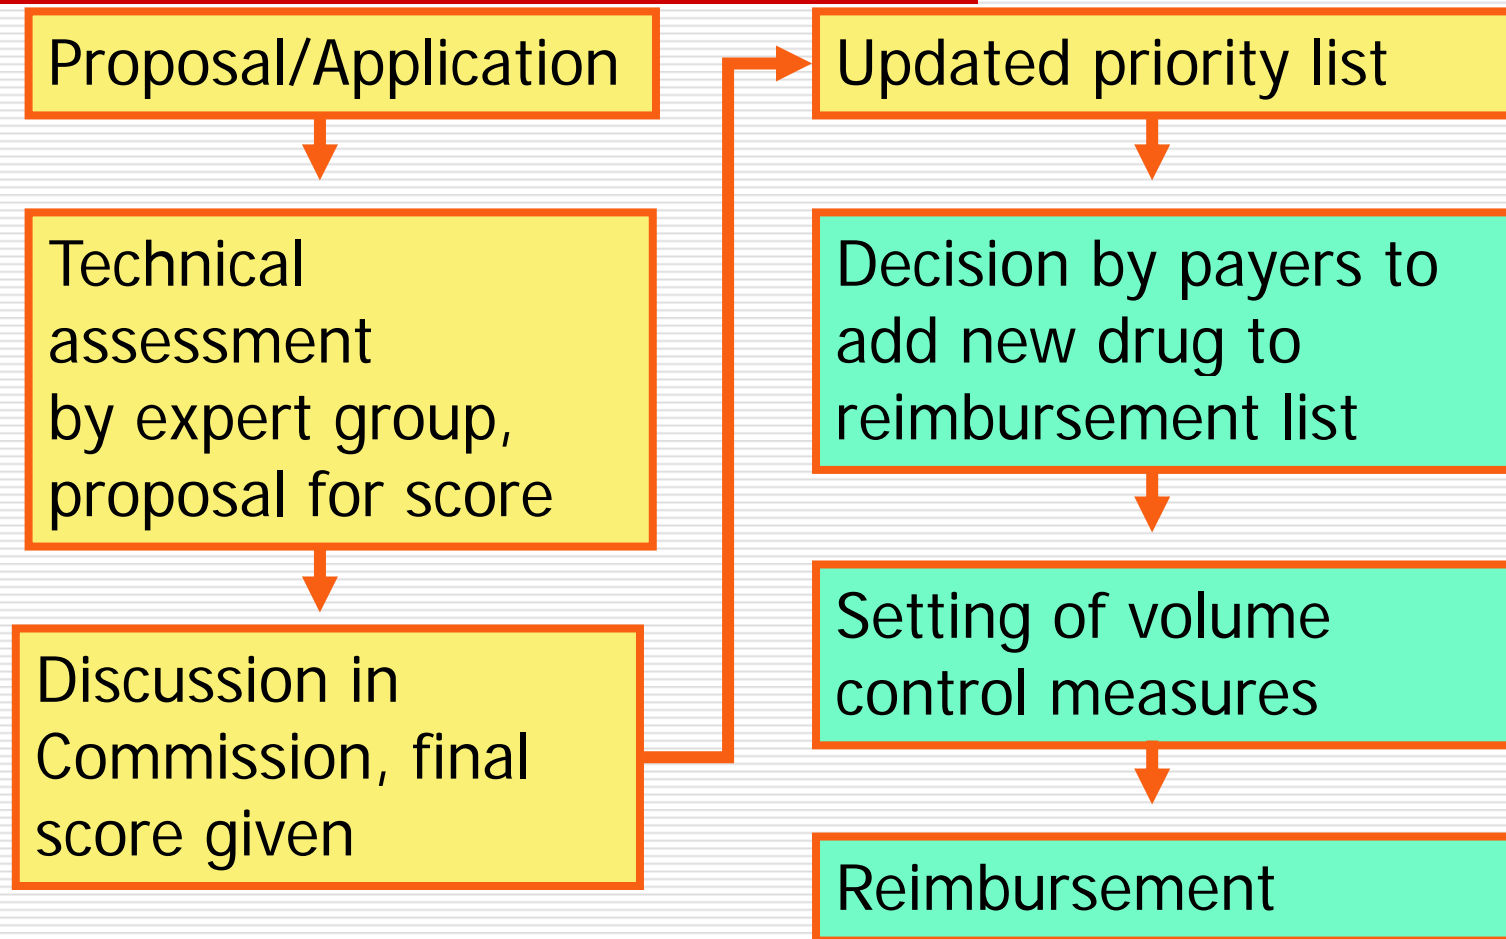 Proposal/Application
Technical
assessment
by expert group,
proposal for score
Discussion in
Commission, final
score given
Updated priority list
Decision by payers to
add new drug to
reimbursement list
Setting of volume
control measures
Reimbursement